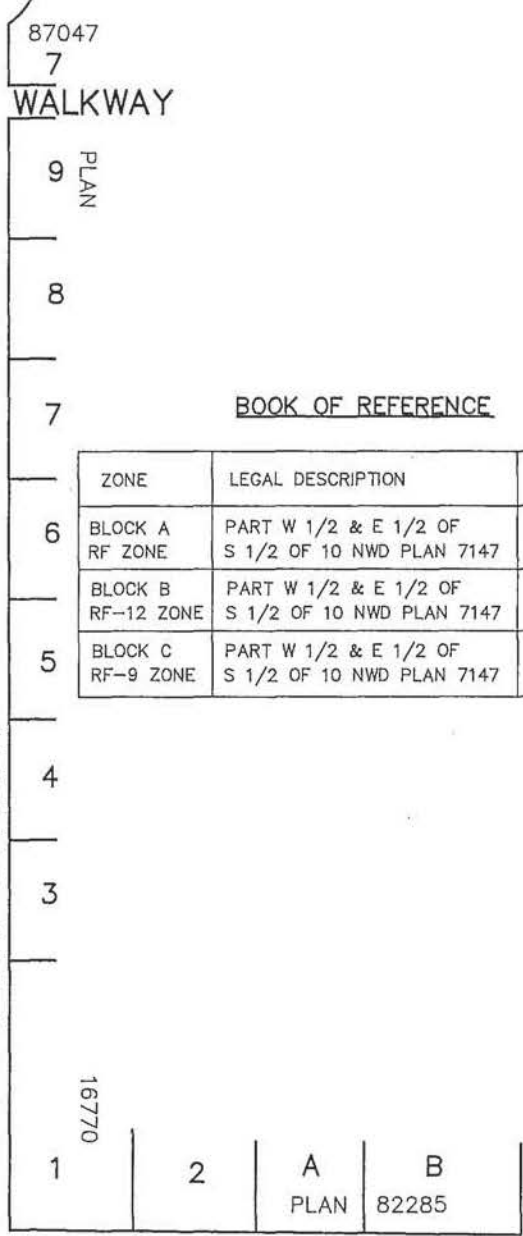 87047
7
WALKWAY
9
PLAN
8
7
BOOK OF REFERENCE
ZONE LEGAL DESCRIPTION
6
BLOCK A PART W 1/2 & E 1/2 OF
RF ZONE S 1/2 OF 10 NWD PLAN 7147
BLOCK B PART W 1/2 & E 1/2 OF
RF-12 ZONE S 1/2 OF 10 NWD PLAN 7147
5
BLOCK C PART W 1/2 & E 1/2 OF
RF-9 ZONE S 1/2 OF 10 NWD PLAN 7147
4
3
16770
1 2 A B
PLAN 82285